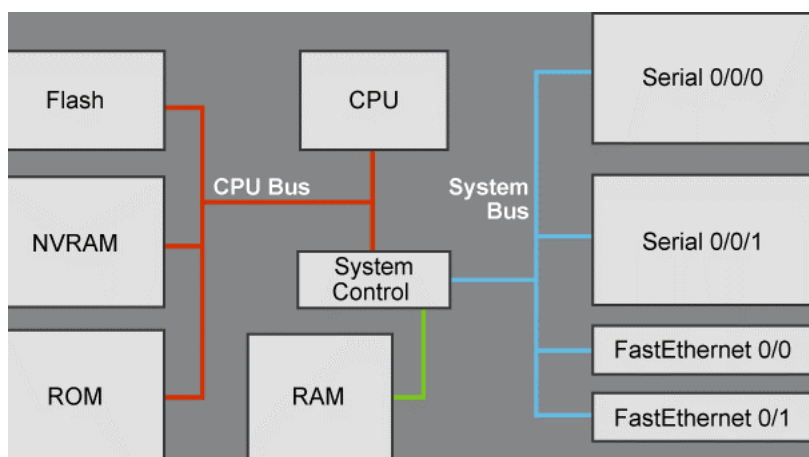 Flash
CPU
Serial 0/0/0
CPU Bus
System
Bus
NVRAM
Serial 0/0/1
System
Control
FastEthernet 0/0
ROM
RAM
FastEthernet 0/1